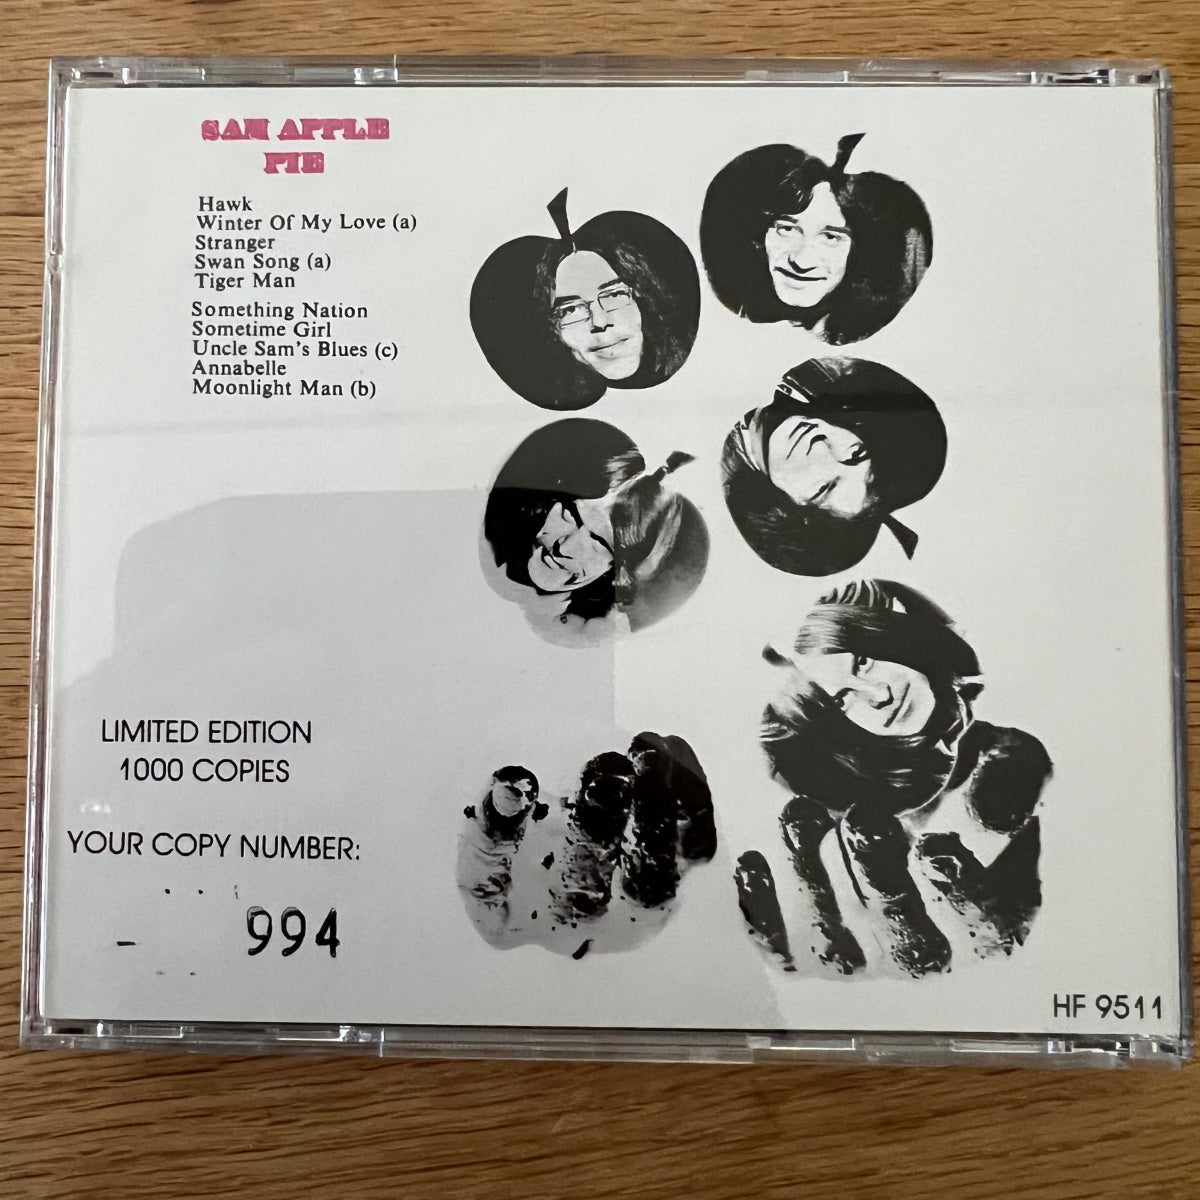 SAM APPLE
PIE
Hawk
Winter Of My Love (a)
Stranger
Swan Song (a)
Tiger Man
Something Nation
Sometime Girl
Uncle Sam's Blues (c)
Annabelle
Moonlight Man (b)
LIMITED EDITION
1000 COPIES
YOUR COPY NUMBER:
994
HF 9511